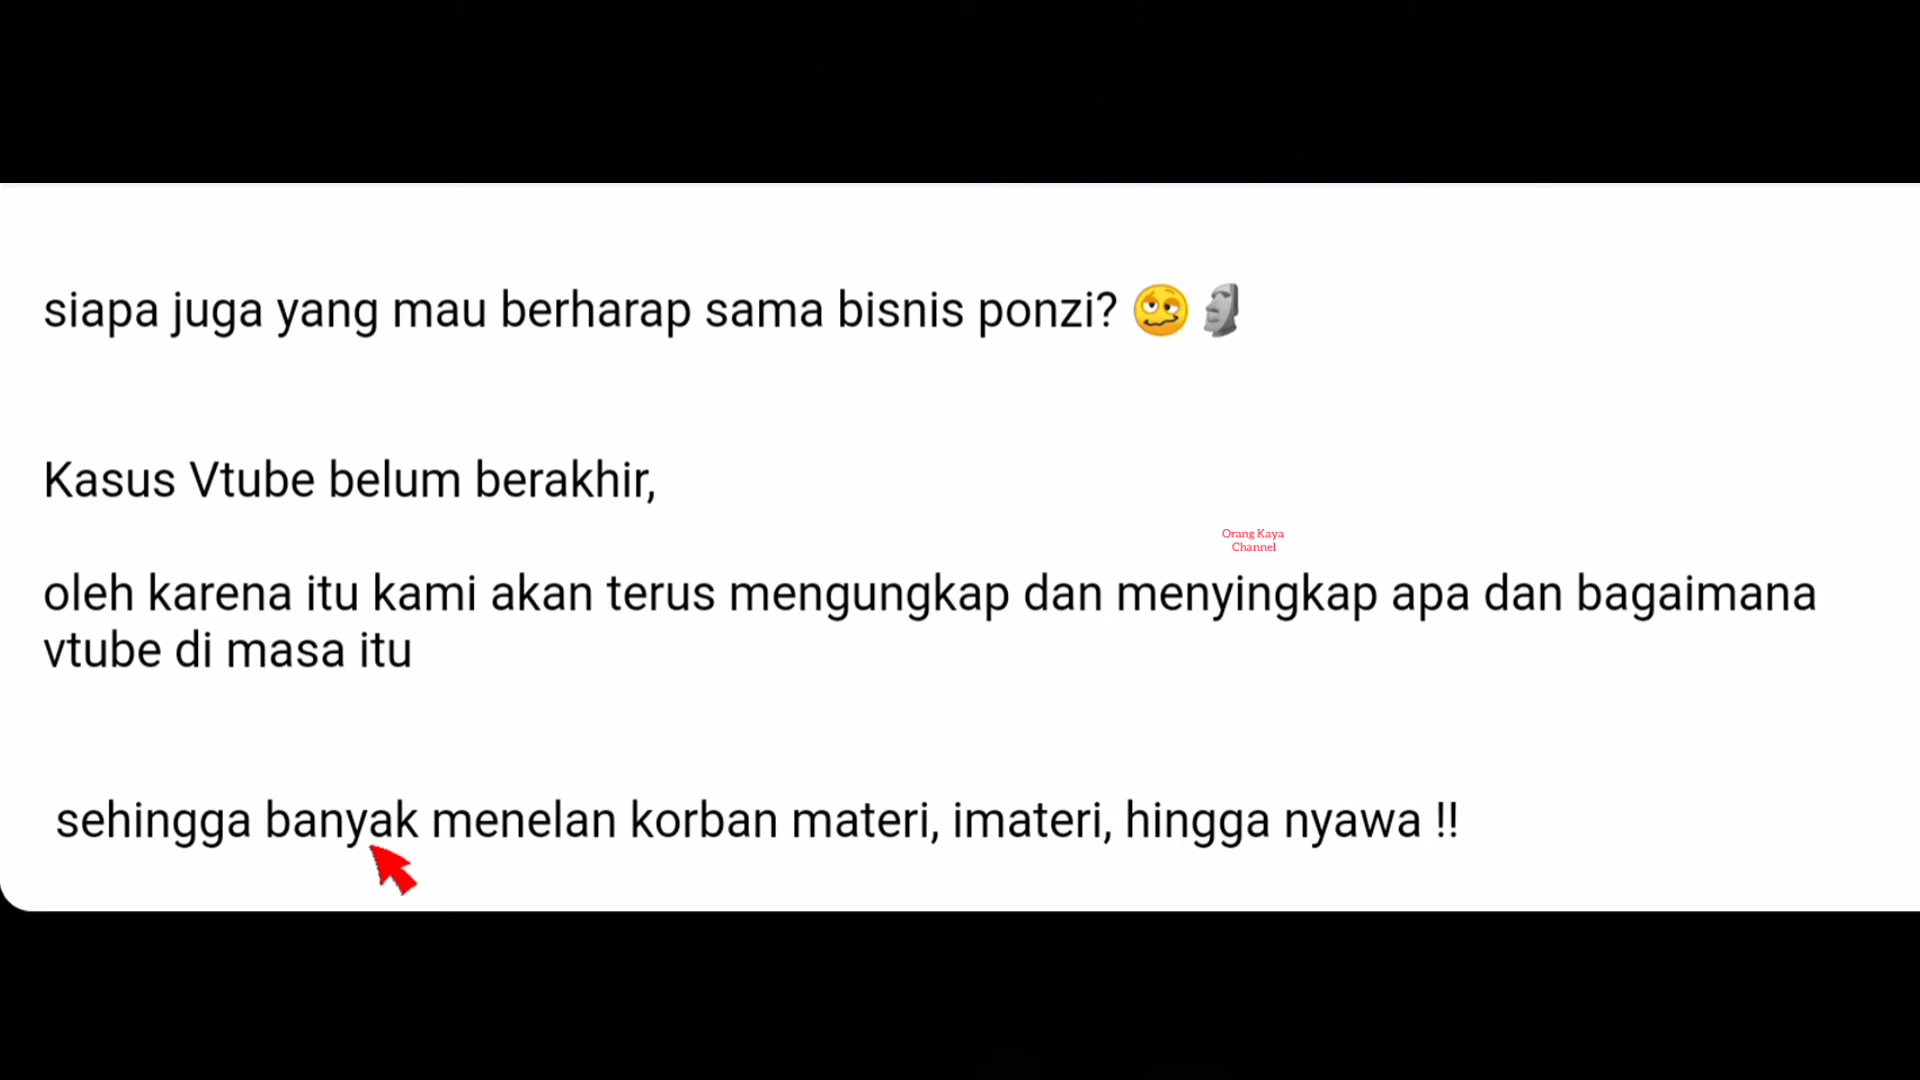 siapa juga yang mau berharap sama bisnis ponzi? 🥴🗿
Kasus Vtube belum berakhir,
Orang Kaya
Channel
oleh karena itu kami akan terus mengungkap dan menyingkap apa dan bagaimana
vtube di masa itu
sehingga banyak menelan korban materi, imateri, hingga nyawa !!